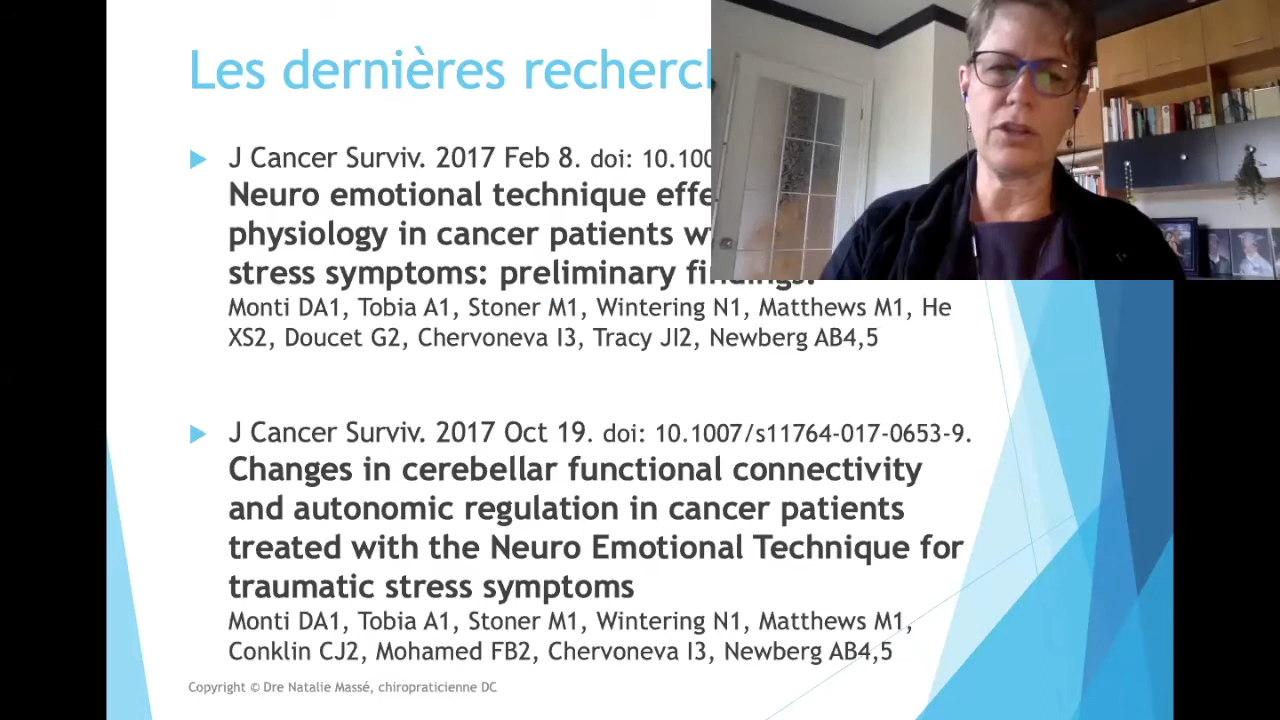 Les dernières recherc
J Cancer Surviv. 2017 Feb 8. doi: 10.100
Neuro emotional technique effe
physiology in cancer patients w
stress symptoms: preliminary findings.
Monti DA1, Tobia A1, Stoner M1, Wintering N1, Matthews M1, He
XS2, Doucet G2, Chervoneva I3, Tracy JI2, Newberg AB4,5
J Cancer Surviv. 2017 Oct 19. doi: 10.1007/s11764-017-0653-9.
Changes in cerebellar functional connectivity
and autonomic regulation in cancer patients
treated with the Neuro Emotional Technique for
traumatic stress symptoms
Monti DA1, Tobia A1, Stoner M1, Wintering N1, Matthews M1,
Conklin CJ2, Mohamed FB2, Chervoneva I3, Newberg AB4,5
Copyright © Dre Natalie Massé, chiropraticienne DC